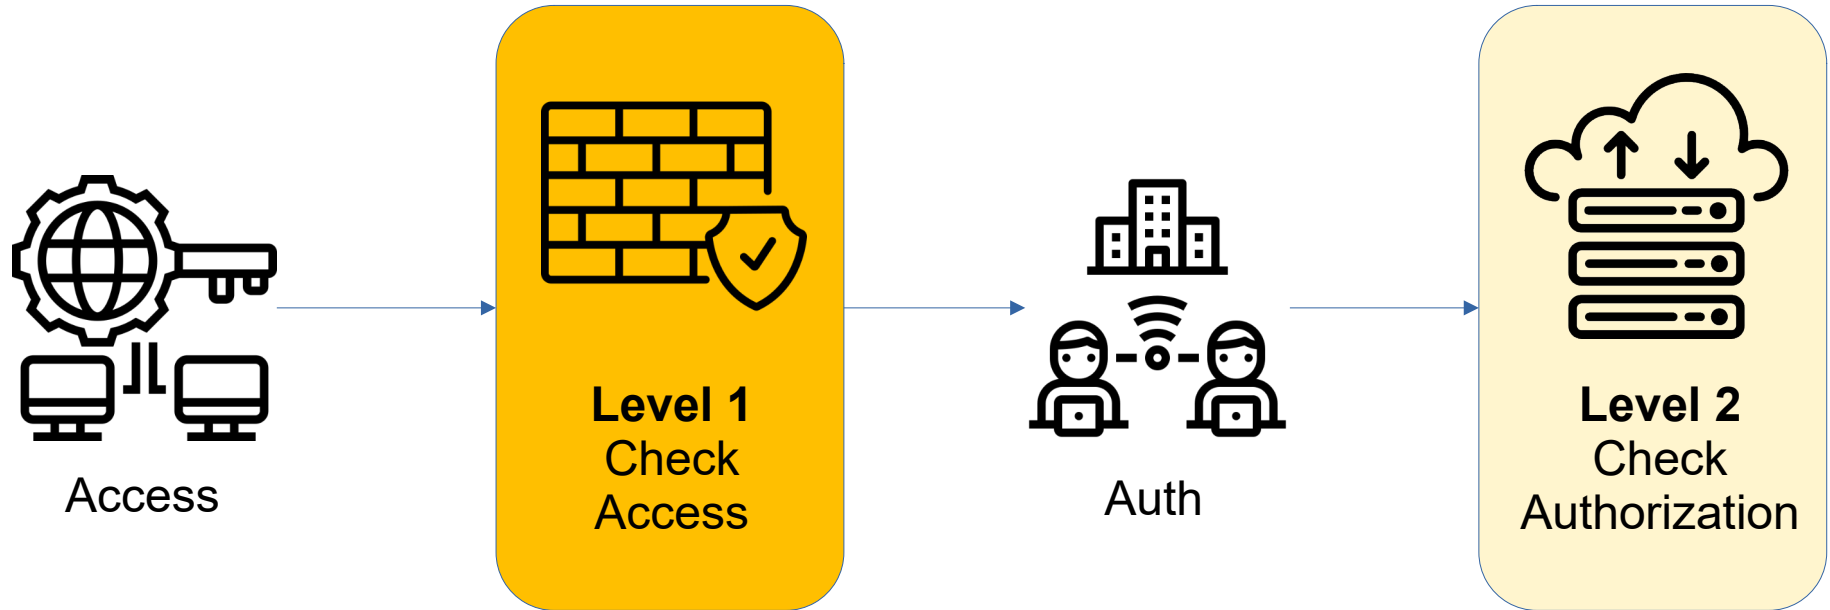 Access
Level 1
Check
Access
Auth
Level 2
Check
Authorization